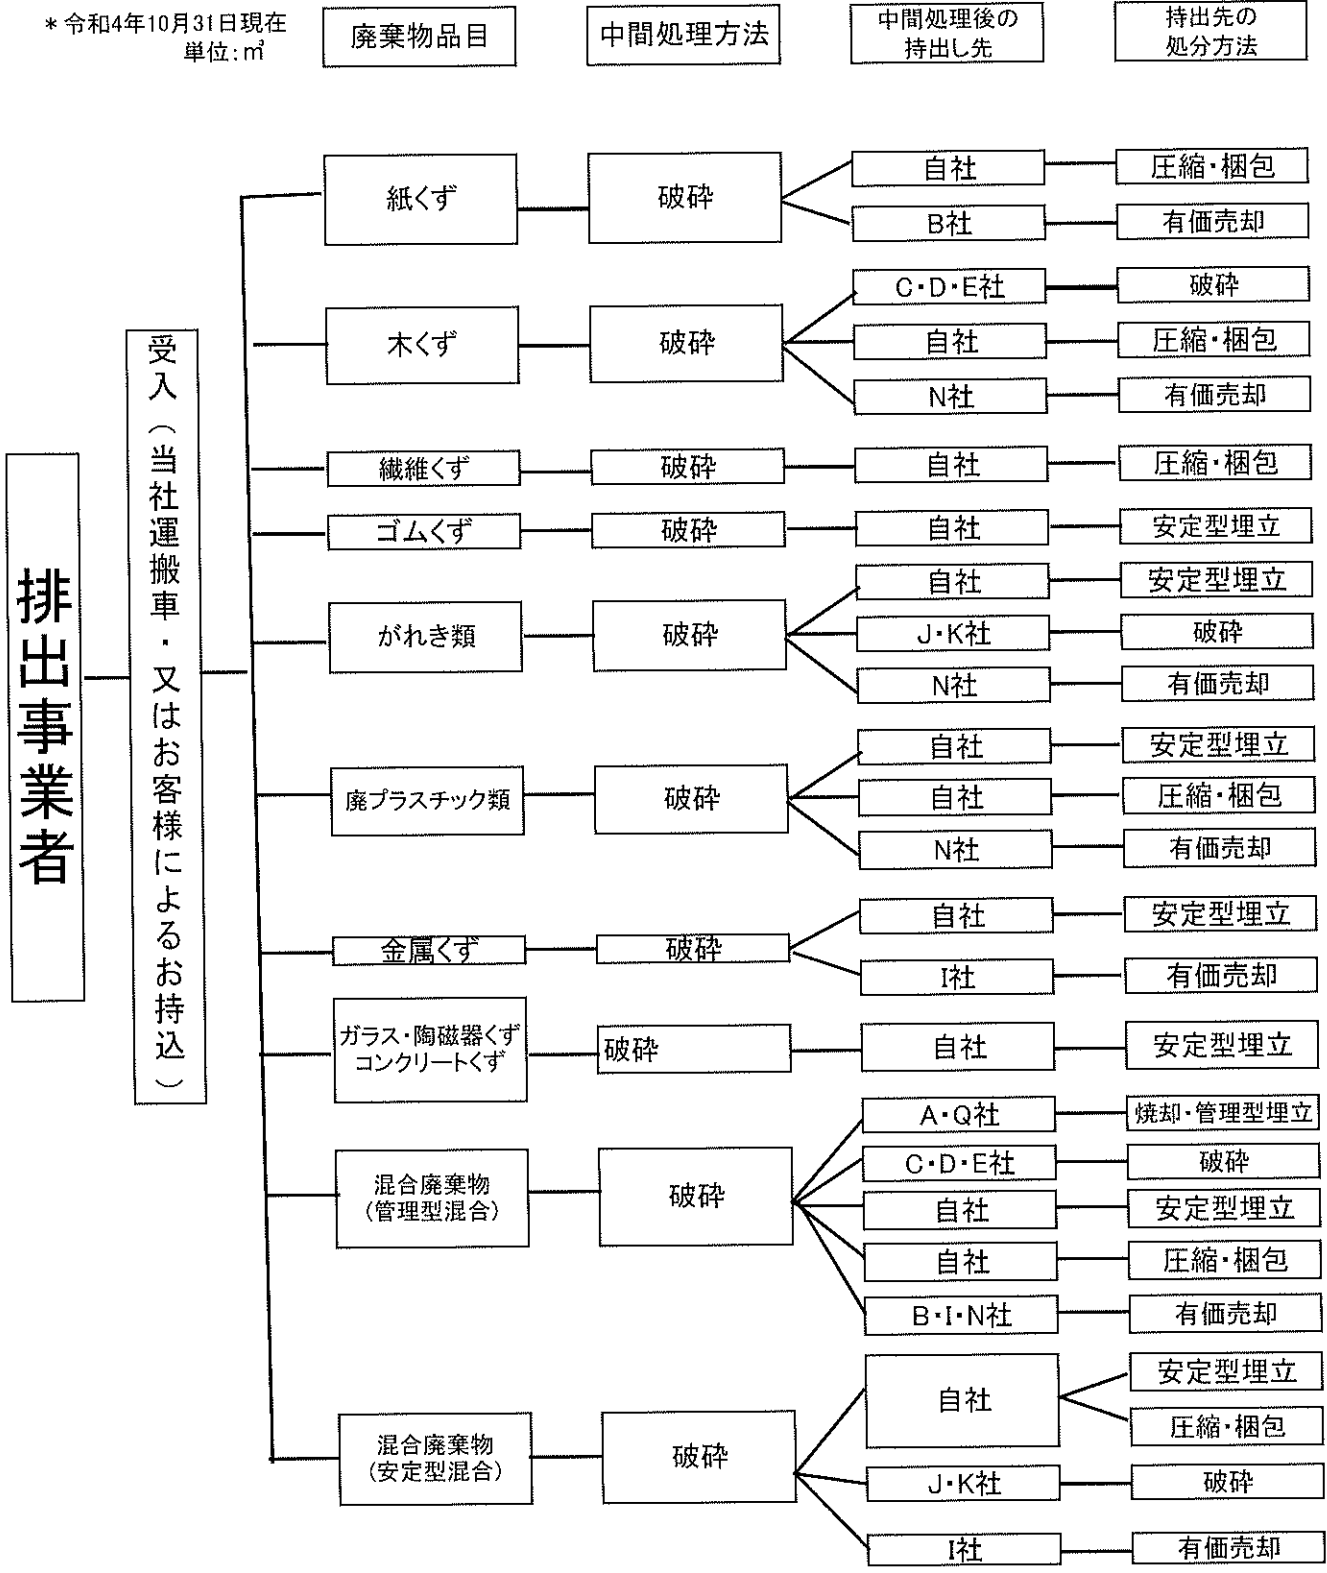 *令和4年10月31日現在
単位:㎥
廃棄物品目
中間処理方法
中間処理後の
持出し先
持出先の
処分方法
排出事業者
受入(当社運搬車・又はお客様によるお持込)
紙くず
破砕
自社
圧縮・梱包
B社
有価売却
木くず
破砕
C・D・E社
破砕
自社
圧縮・梱包
N社
有価売却
繊維くず
破砕
自社
圧縮・梱包
ゴムくず
破砕
自社
安定型埋立
がれき類
破砕
自社
安定型埋立
J・K社
破砕
N社
有価売却
廃プラスチック類
破砕
自社
安定型埋立
自社
圧縮・梱包
N社
有価売却
金属くず
破砕
自社
安定型埋立
I社
有価売却
ガラス・陶磁器くず
コンクリートくず
破砕
自社
安定型埋立
混合廃棄物
(管理型混合)
破砕
A・Q社
焼却・管理型埋立
C・D・E社
破砕
自社
安定型埋立
自社
圧縮・梱包
B・I・N社
有価売却
混合廃棄物
(安定型混合)
破砕
自社
安定型埋立
圧縮・梱包
J・K社
破砕
I社
有価売却